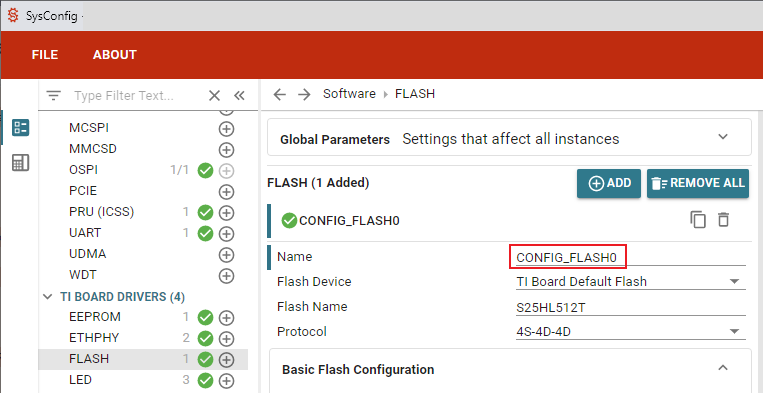 SysConfig -
FILE ABOUT
Type Filter Text...
MCSPI
MMCSD
OSPI 1/1
PCIE
PRU (ICSS) 1
UART 1
UDMA
WDT
TI BOARD DRIVERS (4)
EEPROM 1
ETHPHY 2
FLASH 1
LED 3
Software > FLASH
Global Parameters Settings that affect all instances
FLASH (1 Added) ADD REMOVE ALL
CONFIG_FLASH0
Name CONFIG_FLASH0
Flash Device TI Board Default Flash
Flash Name S25HL512T
Protocol 4S-4D-4D
Basic Flash Configuration